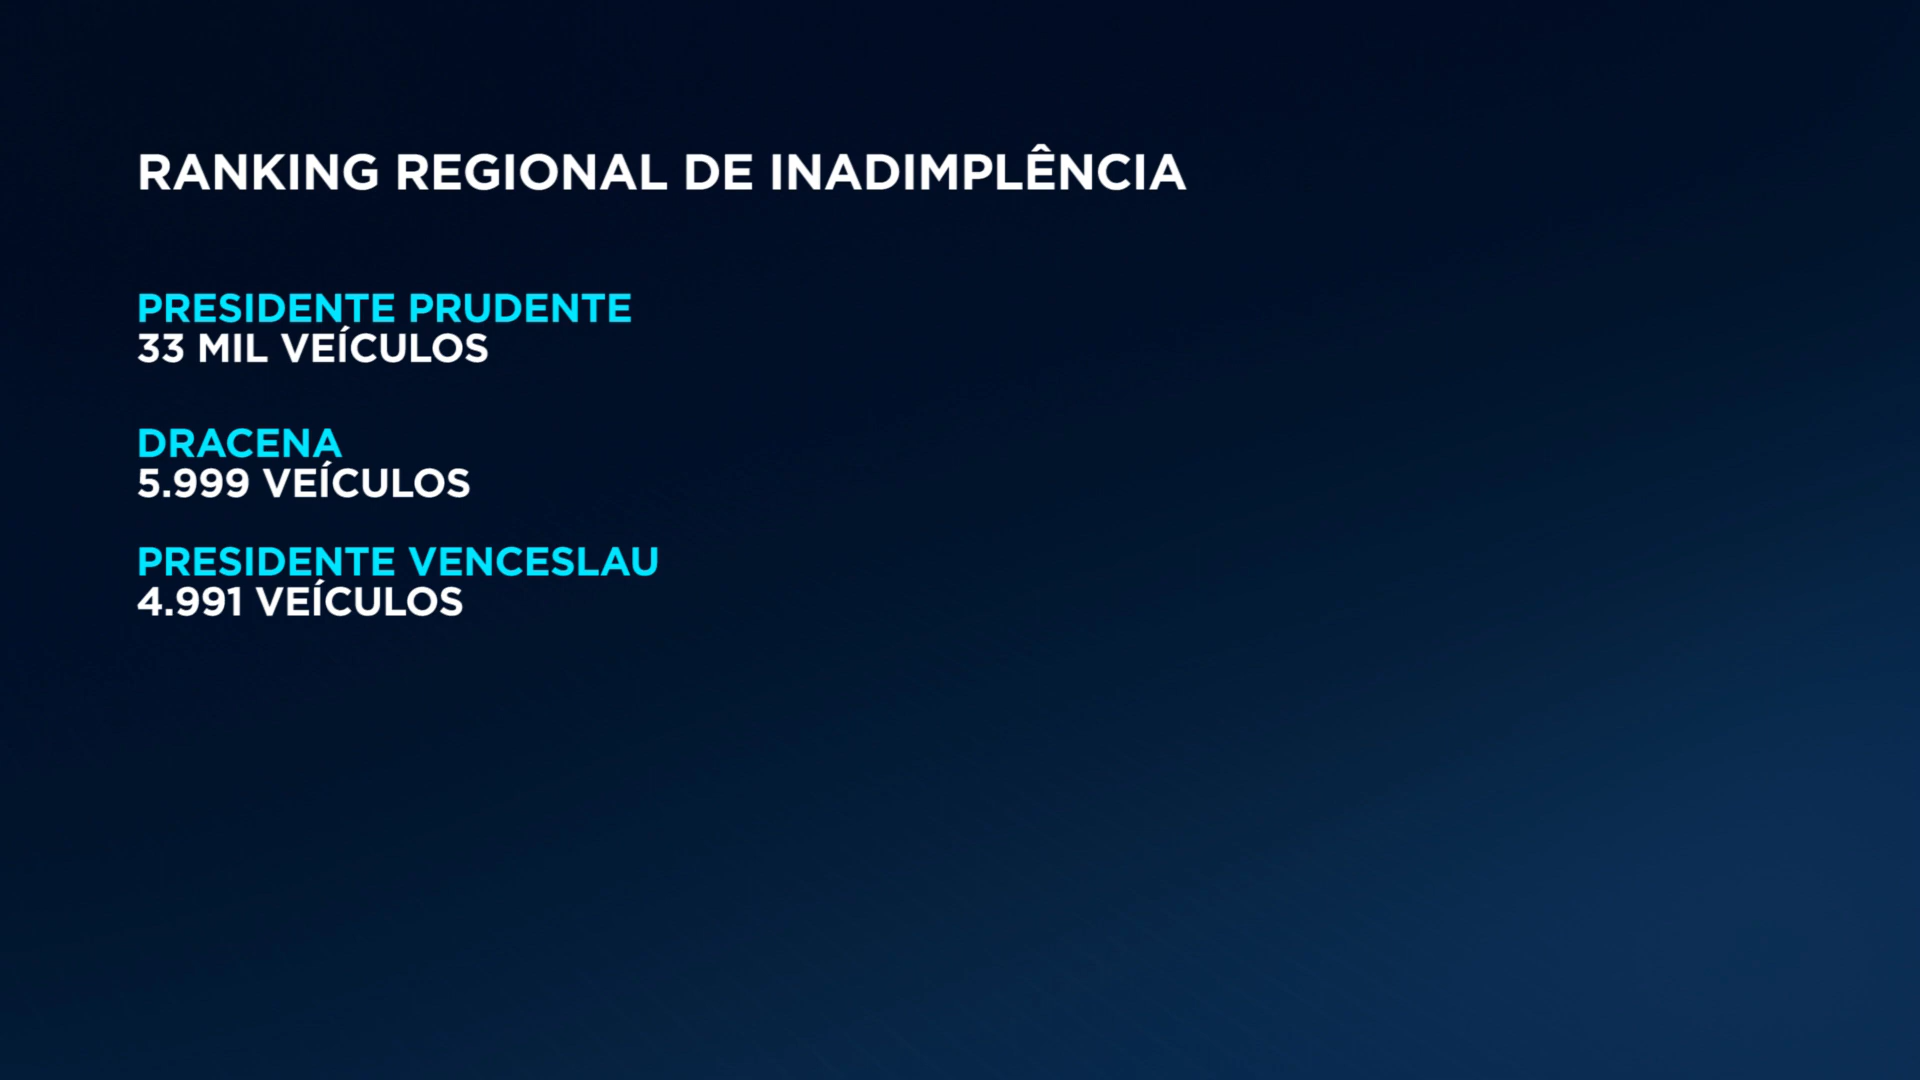 RANKING REGIONAL DE INADIMPLÊNCIA
PRESIDENTE PRUDENTE
33 MIL VEÍCULOS
DRACENA
5.999 VEÍCULOS
PRESIDENTE VENCESLAU
4.991 VEÍCULOS